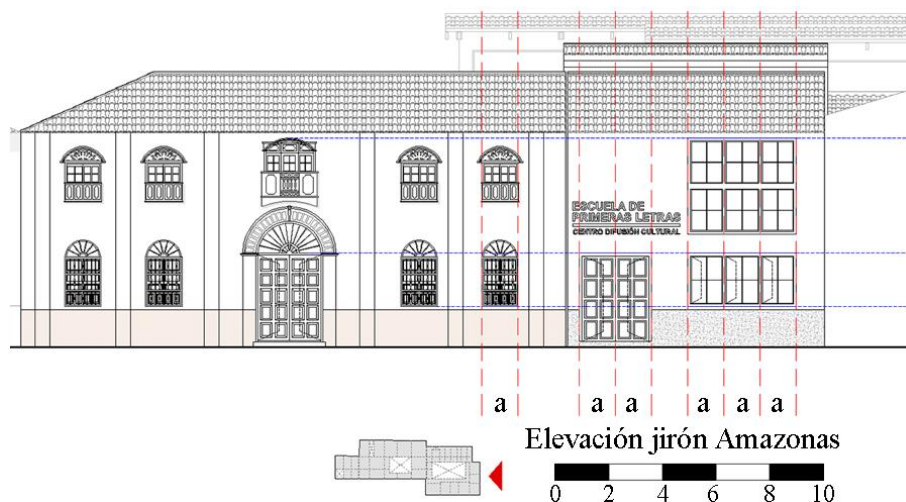 ESCUELA DE
PRIMERAS LETRAS
CENTRO DIFUSIÓN CULTURAL
a a a a a a
Elevación jirón Amazonas
0 2 4 6 8 10